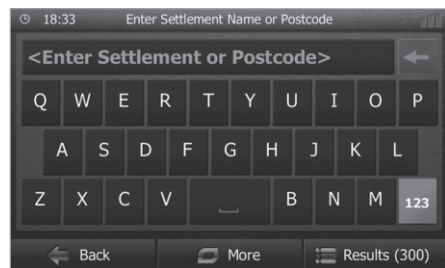 18:33 Enter Settlement Name or Postcode
<Enter Settlement or Postcode>
Q W E R T Y U I O P
A S D F G H J K L
Z X C V B N M 123
Back More Results (300)